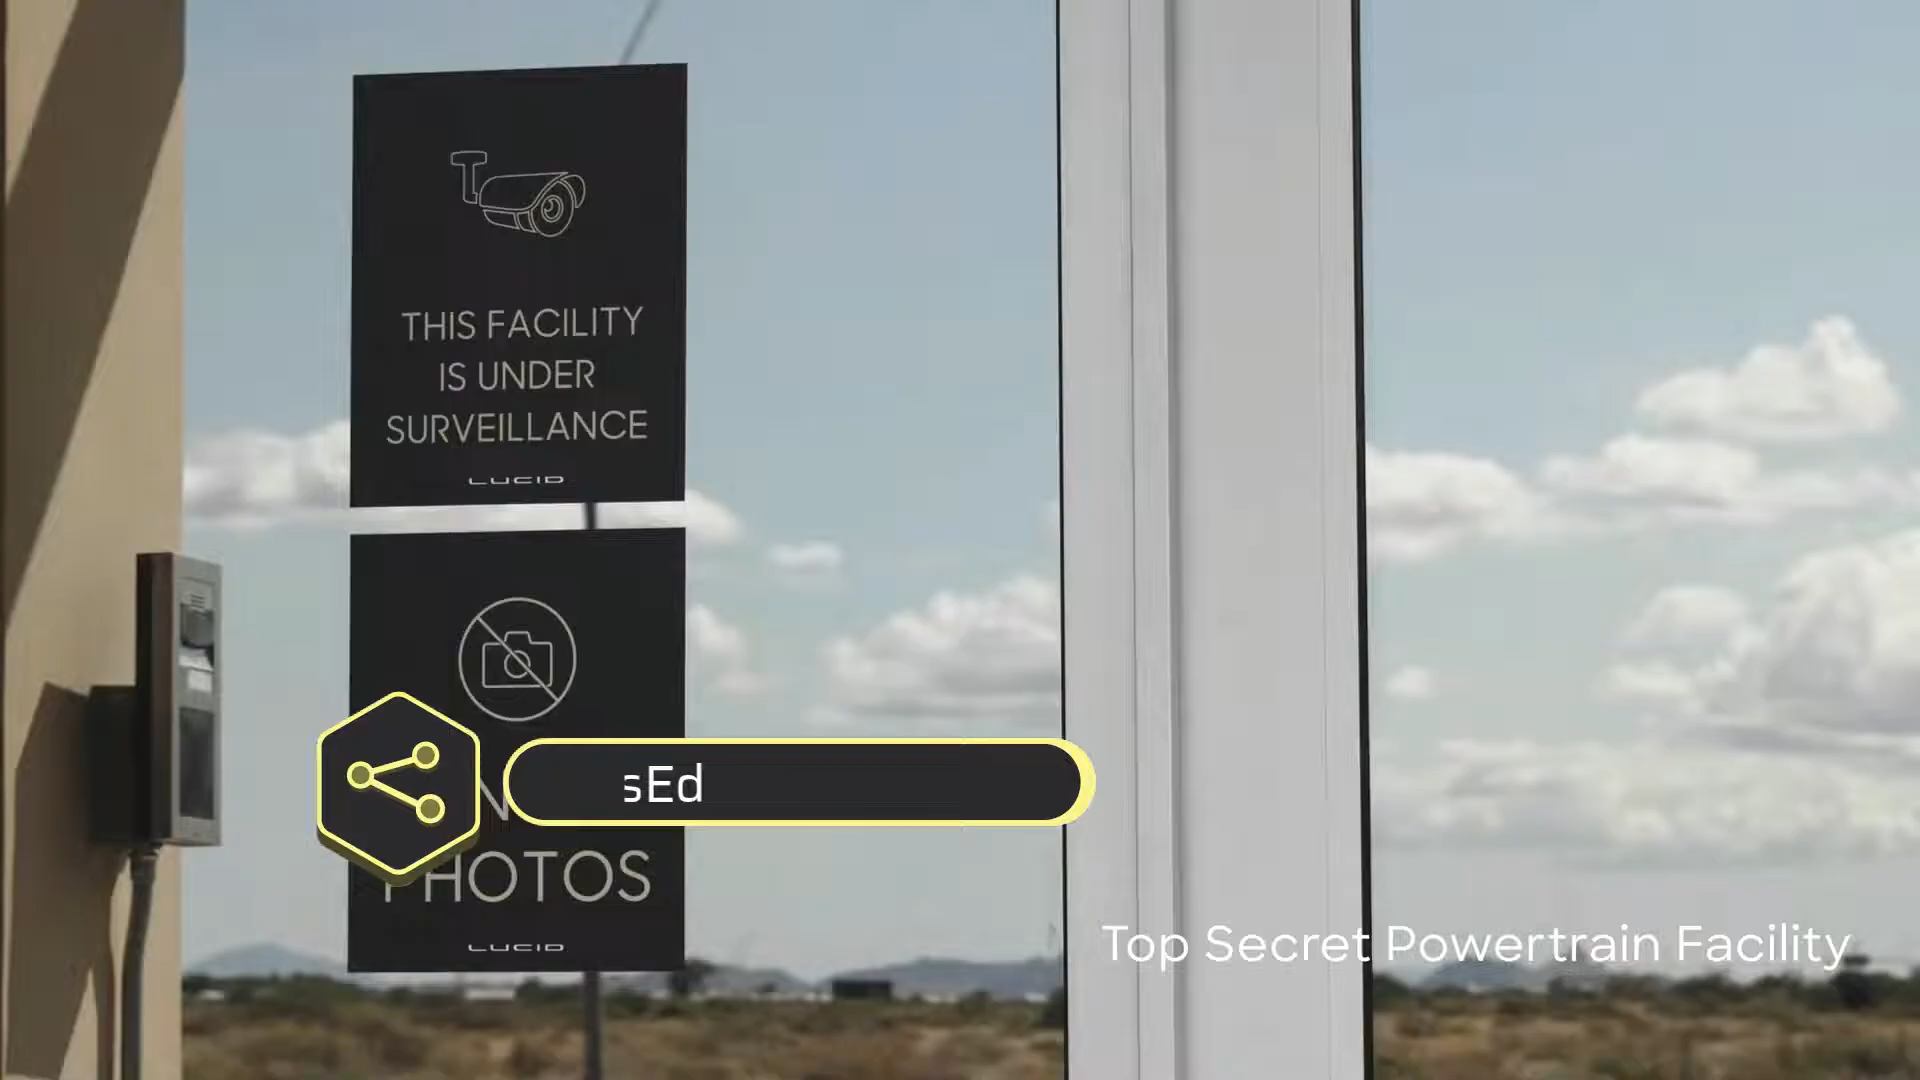 THIS FACILITY
IS UNDER
SURVEILLANCE
LUCID
sEd
PHOTOS
LUCID
Top Secret Powertrain Facility